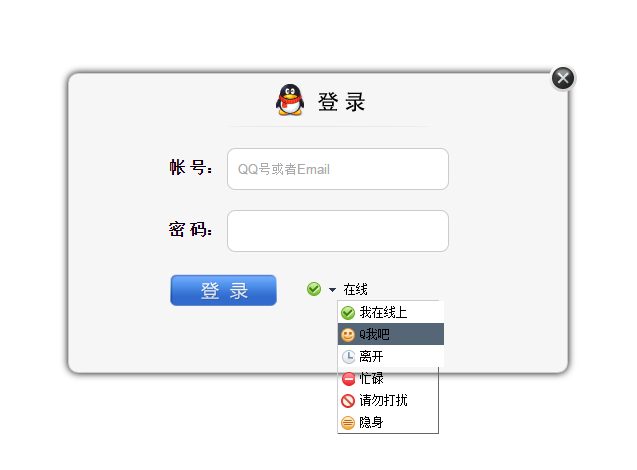 登 录
帐 号：
QQ号或者Email
密 码：
登 录
在线
我在线上
Q我吧
离开
忙碌
请勿打扰
隐身